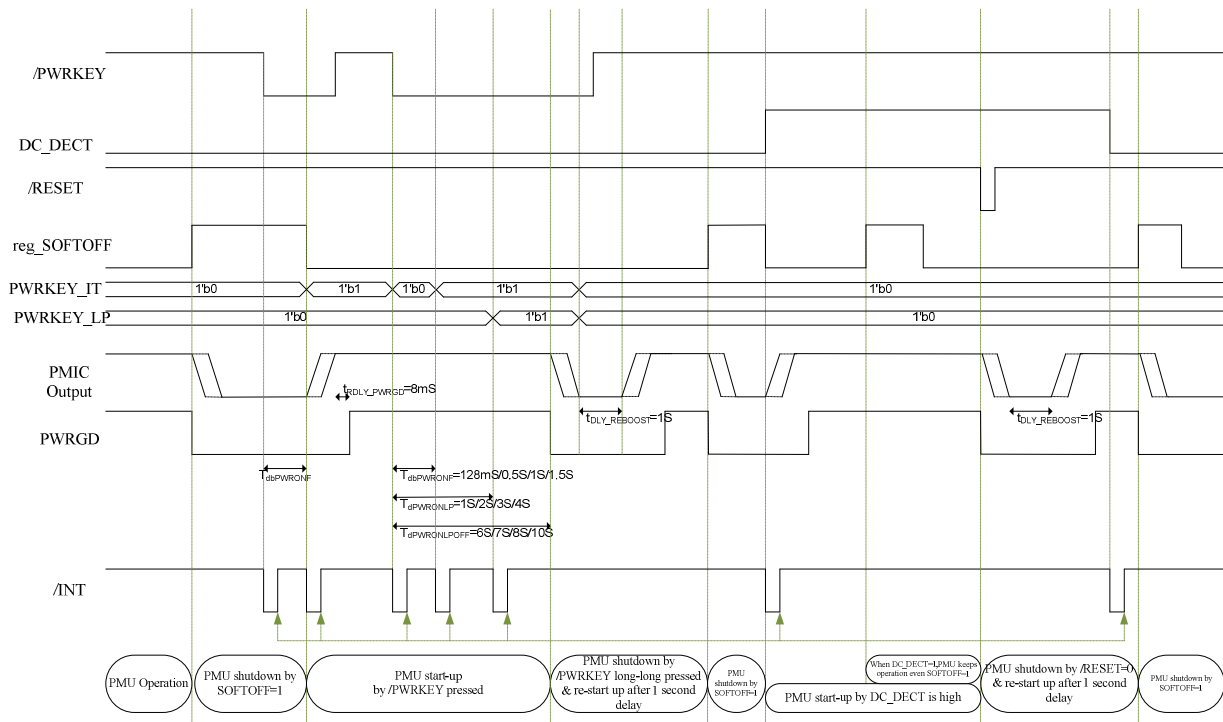 /PWRKEY
DC_DECT
/RESET
reg_SOFTOFF
PWRKEY_IT
1'b0
1'b1
1'b0
1'b1
1'b0
PWRKEY_LP
1'b0
1'b1
1'b0
PMIC
Output
tRDLY_PWRGD=8mS
tDLY_REBOOST=1S
tDLY_REBOOST=1S
PWRGD
TdbPWRONF
TdbPWRONF=128mS/0.5S/1S/1.5S
TdPWRONLP=1S/2S/3S/4S
TdPWRONLPOFF=6S/7S/8S/10S
/INT
PMU Operation
PMU shutdown by
SOFTOFF=1
PMU start-up
by /PWRKEY pressed
PMU shutdown by
/PWRKEY long-long pressed
& re-start up after 1 second
delay
PMU
shutdown by
SOFTOFF=1
When DC_DECT=1,PMU keeps
operation even SOFTOFF=1
PMU start-up by DC_DECT is high
PMU shutdown by /RESET=0
& re-start up after 1 second
delay
PMU shutdown by
SOFTOFF=1